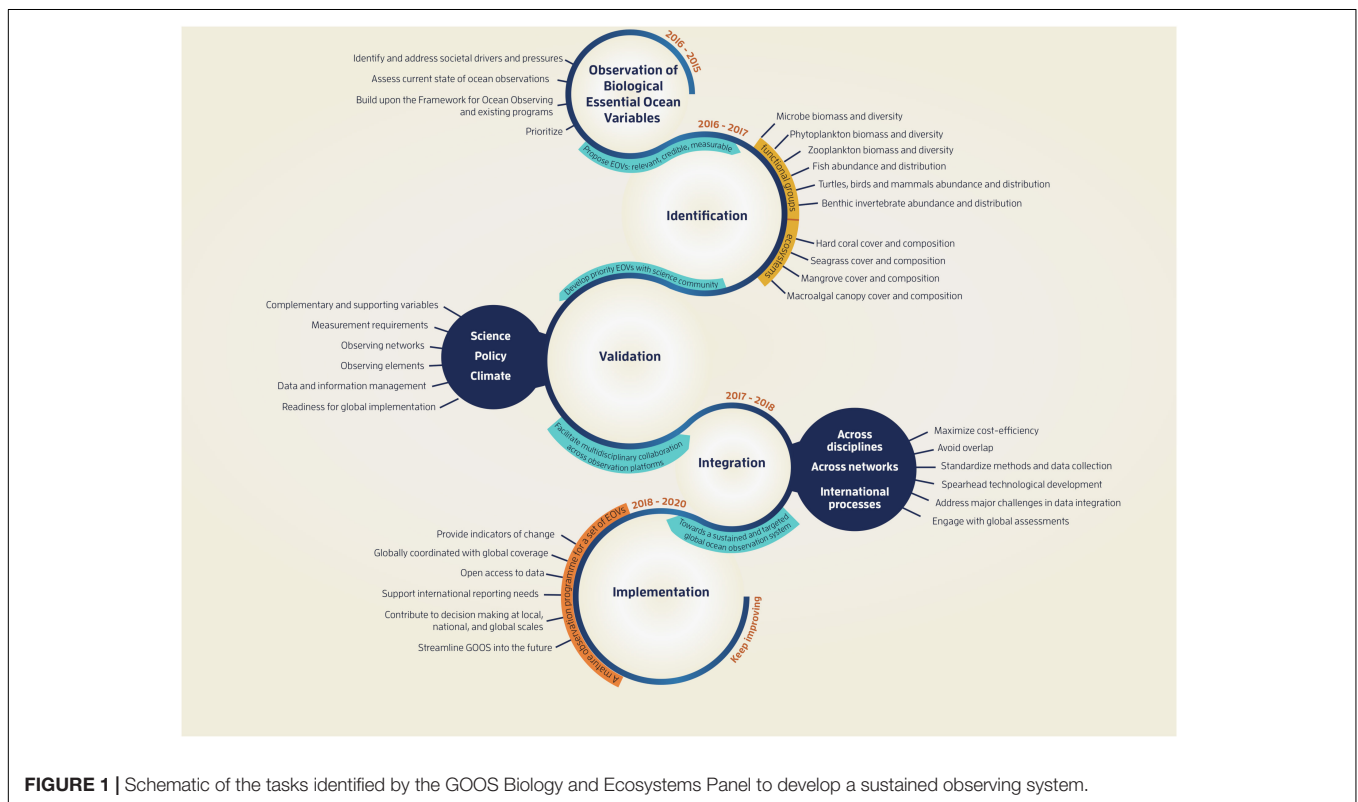 2016 - 2015
Identify and address societal drivers and pressures
Assess current state of ocean observations
Build upon the Framework for Ocean Observing
and existing programs
Prioritize
Observation of
Biological
Essential Ocean
Variables
Propose EOVs: relevant, credible, measurable
2016 - 2017
Identification
functional groups
Microbe biomass and diversity
Phytoplankton biomass and diversity
Zooplankton biomass and diversity
Fish abundance and distribution
Turtles, birds and mammals abundance and distribution
Benthic invertebrate abundance and distribution
ecosystems
Hard coral cover and composition
Seagrass cover and composition
Mangrove cover and composition
Macroalgal canopy cover and composition
Develop priority EOVs with science community
Complementary and supporting variables
Measurement requirements
Observing networks
Observing elements
Data and information management
Readiness for global implementation
Science
Policy
Climate
Validation
Facilitate multidisciplinary collaboration
across observation platforms
2017 - 2018
Integration
Across
disciplines
Across networks
International
processes
Maximize cost-efficiency
Avoid overlap
Standardize methods and data collection
Spearhead technological development
Address major challenges in data integration
Engage with global assessments
Towards a sustained and targeted
global ocean observation system
2018 - 2020
A mature observation programme for a set of EOVs
Provide indicators of change
Globally coordinated with global coverage
Open access to data
Support international reporting needs
Contribute to decision making at local,
national, and global scales
Streamline GOOS into the future
Implementation
Keep improving
FIGURE 1 | Schematic of the tasks identified by the GOOS Biology and Ecosystems Panel to develop a sustained observing system.